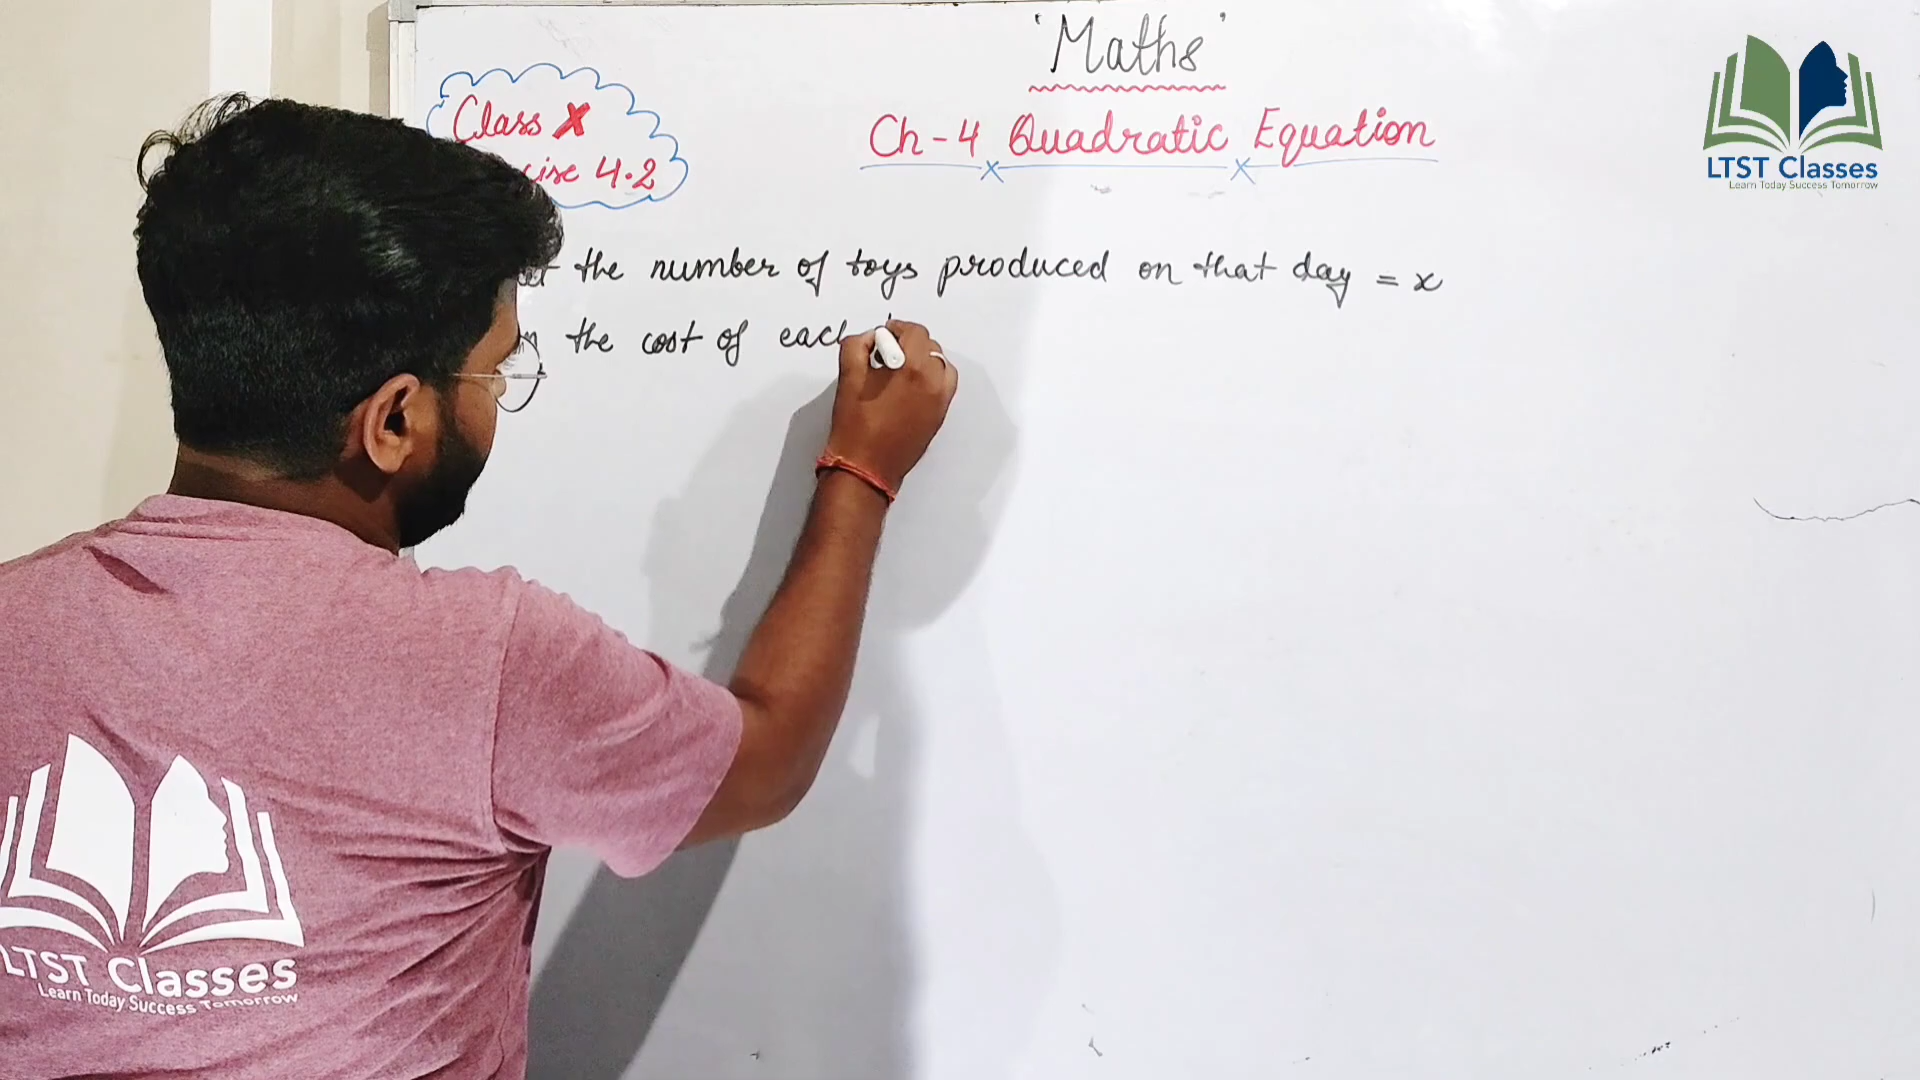 'Maths'
Class X
4.2
Ch-4 Quadratic Equation
LTST Classes
Learn Today Success Tomorrow
the number of toys produced on that day = x
the cost of each
LTST Classes
Learn Today Success Tomorrow